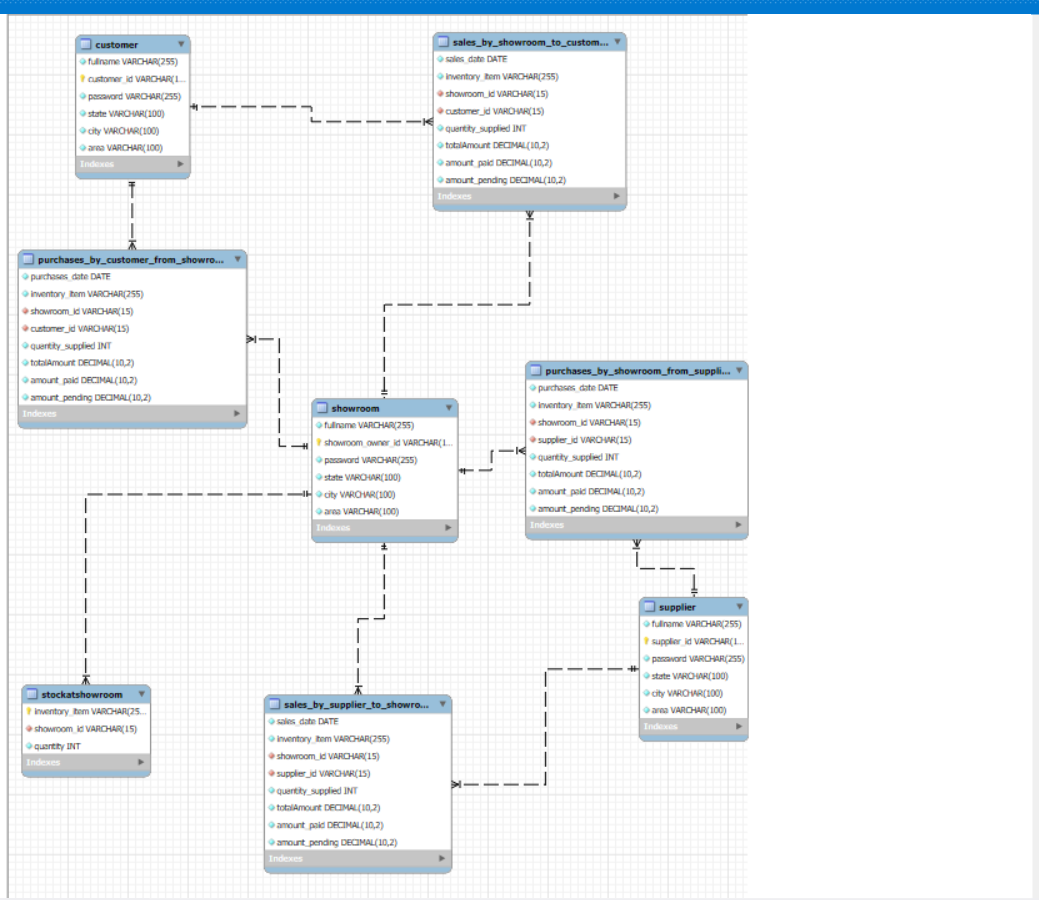 customer
fullname VARCHAR(255)
customer_id VARCHAR(1...
password VARCHAR(255)
state VARCHAR(100)
city VARCHAR(100)
area VARCHAR(100)
Indexes
sales_by_showroom_to_custom...
sales_date DATE
inventory_item VARCHAR(255)
showroom_id VARCHAR(15)
customer_id VARCHAR(15)
quantity_supplied INT
totalAmount DECIMAL(10,2)
amount_paid DECIMAL(10,2)
amount_pending DECIMAL(10,2)
Indexes
purchases_by_customer_from_showro...
purchases_date DATE
inventory_item VARCHAR(255)
showroom_id VARCHAR(15)
customer_id VARCHAR(15)
quantity_supplied INT
totalAmount DECIMAL(10,2)
amount_paid DECIMAL(10,2)
amount_pending DECIMAL(10,2)
Indexes
purchases_by_showroom_from_suppli...
purchases_date DATE
inventory_item VARCHAR(255)
showroom_id VARCHAR(15)
supplier_id VARCHAR(15)
quantity_supplied INT
totalAmount DECIMAL(10,2)
amount_paid DECIMAL(10,2)
amount_pending DECIMAL(10,2)
Indexes
showroom
fullname VARCHAR(255)
showroom_owner_id VARCHAR(1...
password VARCHAR(255)
state VARCHAR(100)
city VARCHAR(100)
area VARCHAR(100)
Indexes
supplier
fullname VARCHAR(255)
supplier_id VARCHAR(1...
password VARCHAR(255)
state VARCHAR(100)
city VARCHAR(100)
area VARCHAR(100)
Indexes
stockatshowroom
inventory_item VARCHAR(25...
showroom_id VARCHAR(15)
quantity INT
Indexes
sales_by_supplier_to_showro...
sales_date DATE
inventory_item VARCHAR(255)
showroom_id VARCHAR(15)
supplier_id VARCHAR(15)
quantity_supplied INT
totalAmount DECIMAL(10,2)
amount_paid DECIMAL(10,2)
amount_pending DECIMAL(10,2)
Indexes